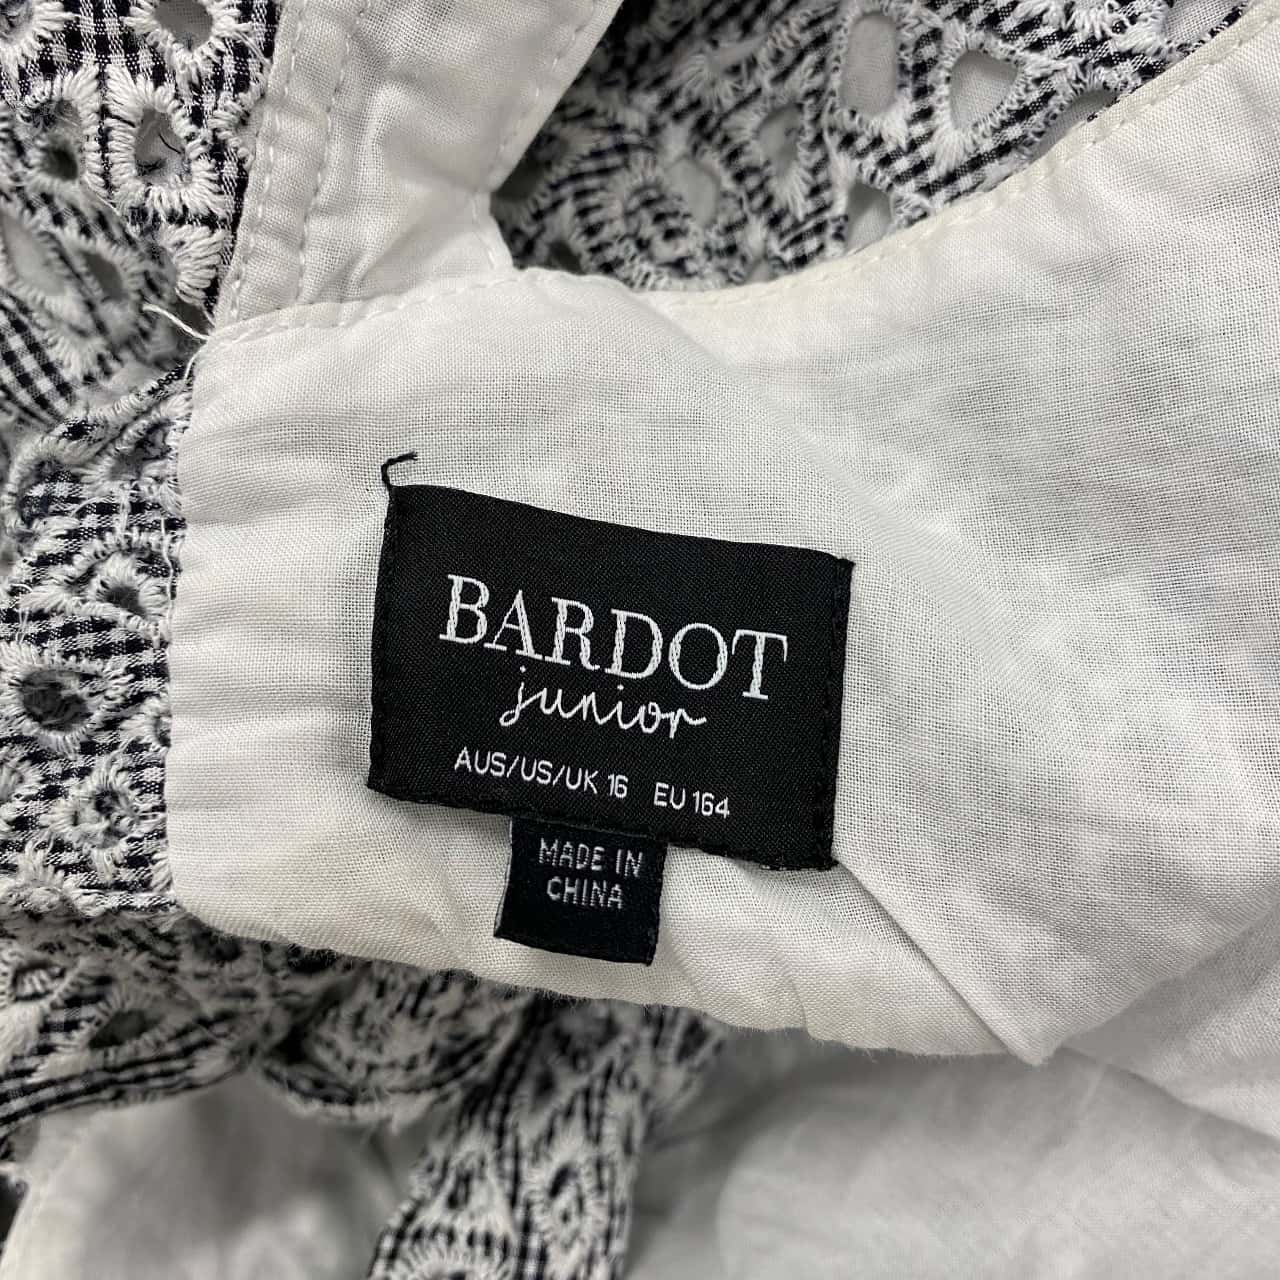 BARDOT
junior
AUS/US/UK 16 EU 164
MADE IN
CHINA